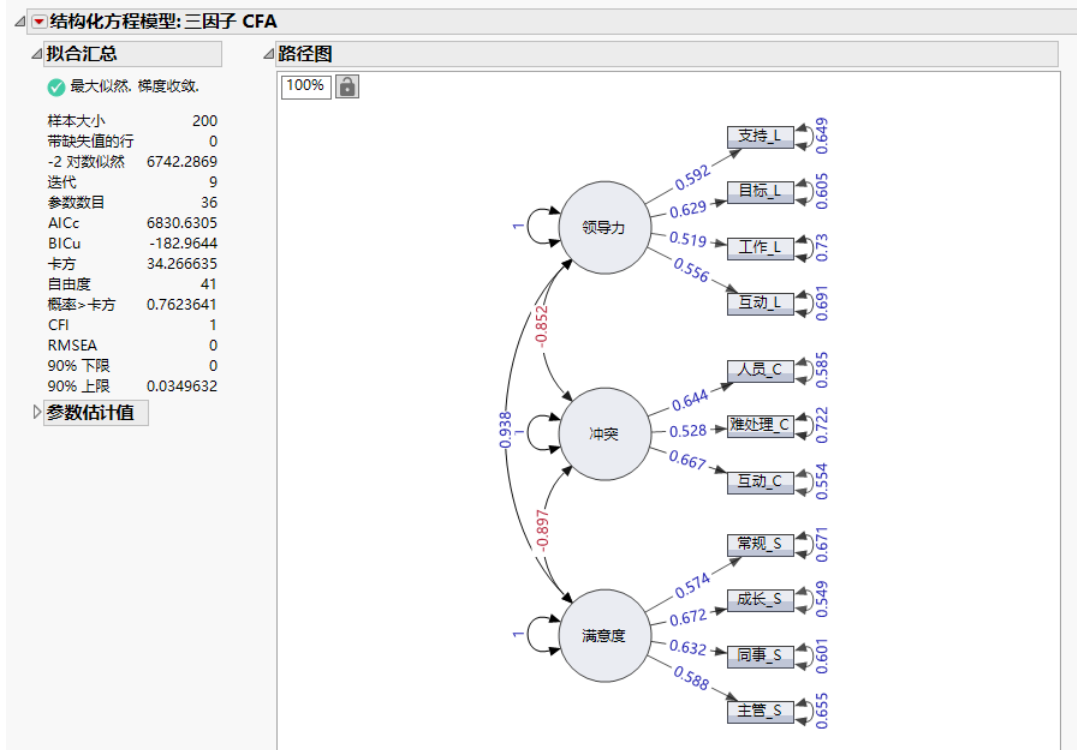 结构化方程模型: 三因子 CFA
拟合汇总
最大似然. 梯度收敛.
样本大小 200
带缺失值的行 0
-2 对数似然 6742.2869
迭代 9
参数数目 36
AICc 6830.6305
BICu -182.9644
卡方 34.266635
自由度 41
概率>卡方 0.7623641
CFI 1
RMSEA 0
90% 下限 0
90% 上限 0.0349632
参数估计值
路径图
100%
支持_L
0.649
0.592
目标_L
0.605
0.629
领导力
1
工作_L
0.73
0.519
互动_L
0.691
0.556
-0.852
人员_C
0.585
0.644
0.938
冲突
1
难处理_C
0.722
0.528
互动_C
0.554
0.667
-0.897
常规_S
0.671
0.574
成长_S
0.549
0.672
满意度
1
同事_S
0.601
0.632
主管_S
0.655
0.588